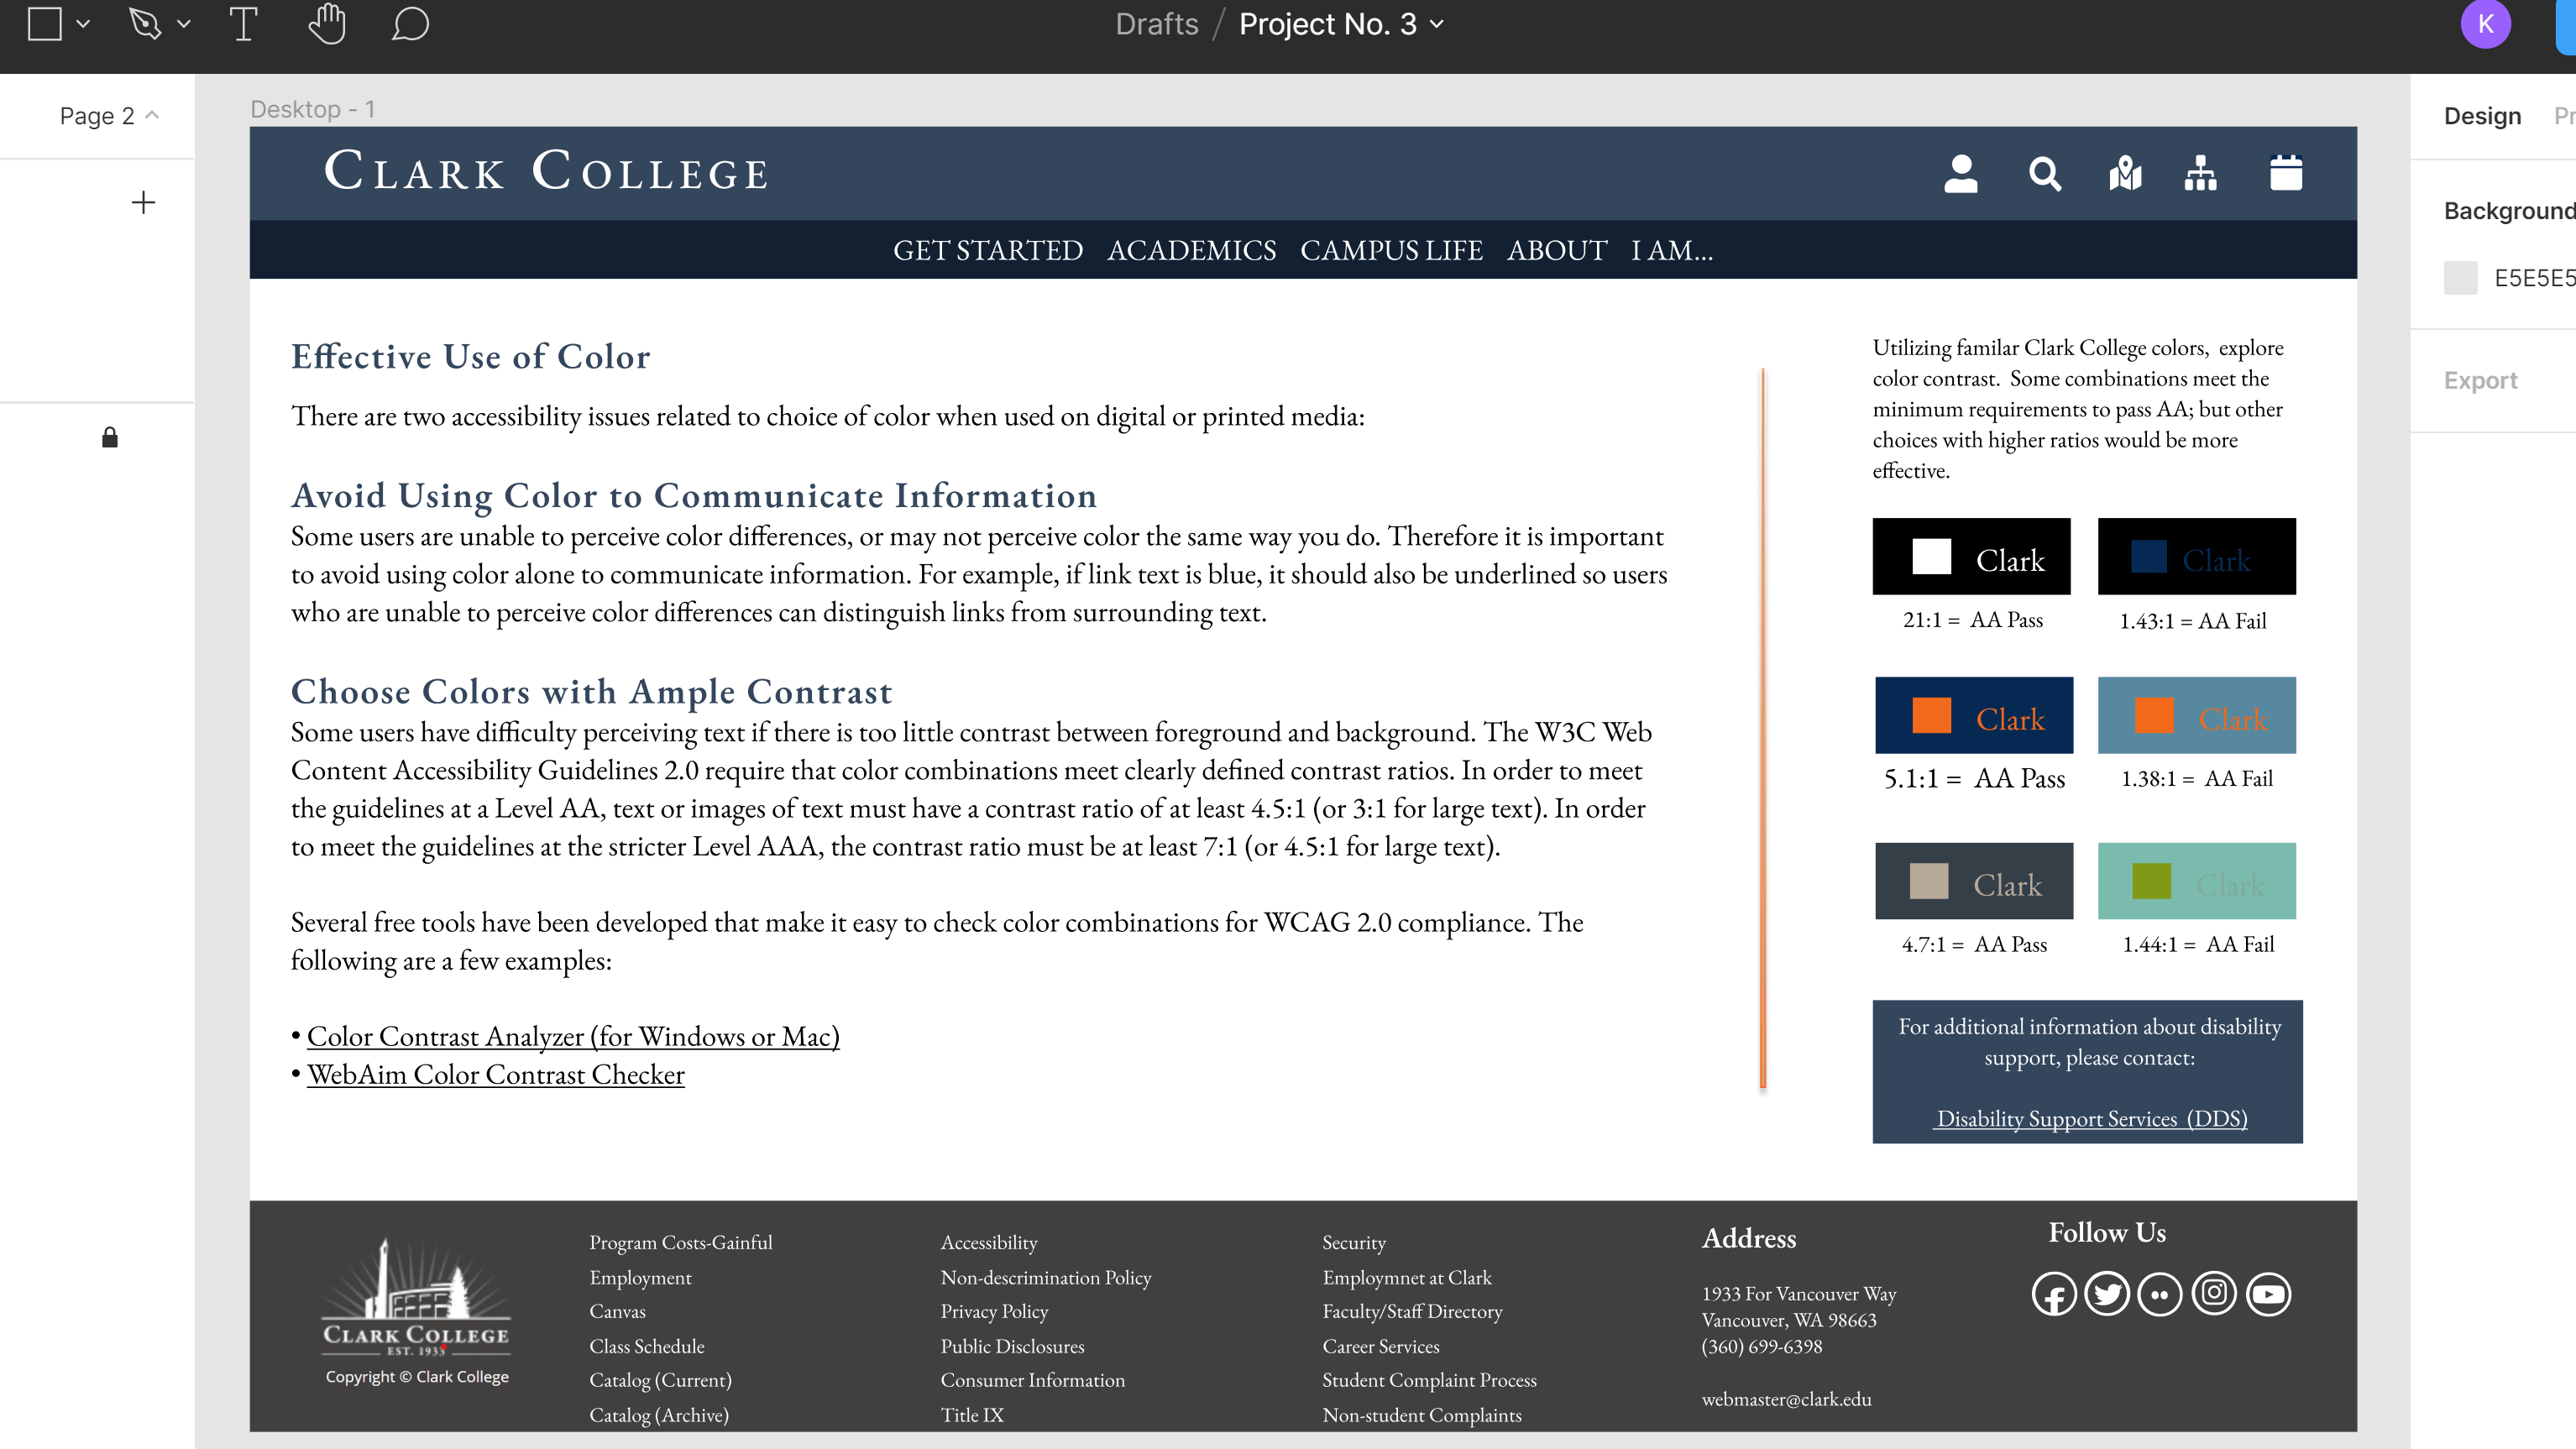 Drafts / Project No. 3
K
Page 2
Desktop - 1
Design Pr
Background
E5E5E5
Export
CLARK COLLEGE
GET STARTED ACADEMICS CAMPUS LIFE ABOUT I AM...
Effective Use of Color
There are two accessibility issues related to choice of color when used on digital or printed media:
Avoid Using Color to Communicate Information
Some users are unable to perceive color differences, or may not perceive color the same way you do. Therefore it is important
to avoid using color alone to communicate information. For example, if link text is blue, it should also be underlined so users
who are unable to perceive color differences can distinguish links from surrounding text.
Choose Colors with Ample Contrast
Some users have difficulty perceiving text if there is too little contrast between foreground and background. The W3C Web
Content Accessibility Guidelines 2.0 require that color combinations meet clearly defined contrast ratios. In order to meet
the guidelines at a Level AA, text or images of text must have a contrast ratio of at least 4.5:1 (or 3:1 for large text). In order
to meet the guidelines at the stricter Level AAA, the contrast ratio must be at least 7:1 (or 4.5:1 for large text).
Several free tools have been developed that make it easy to check color combinations for WCAG 2.0 compliance. The
following are a few examples:
• Color Contrast Analyzer (for Windows or Mac)
• WebAim Color Contrast Checker
Utilizing familar Clark College colors, explore
color contrast. Some combinations meet the
minimum requirements to pass AA; but other
choices with higher ratios would be more
effective.
Clark
Clark
21:1 = AA Pass
1.43:1 = AA Fail
Clark
Clark
5.1:1 = AA Pass
1.38:1 = AA Fail
Clark
Clark
4.7:1 = AA Pass
1.44:1 = AA Fail
For additional information about disability
support, please contact:
Disability Support Services (DDS)
CLARK COLLEGE
EST. 1933
Copyright © Clark College
Program Costs-Gainful
Employment
Canvas
Class Schedule
Catalog (Current)
Catalog (Archive)
Accessibility
Non-descrimination Policy
Privacy Policy
Public Disclosures
Consumer Information
Title IX
Security
Employmnet at Clark
Faculty/Staff Directory
Career Services
Student Complaint Process
Non-student Complaints
Address
1933 For Vancouver Way
Vancouver, WA 98663
(360) 699-6398
webmaster@clark.edu
Follow Us